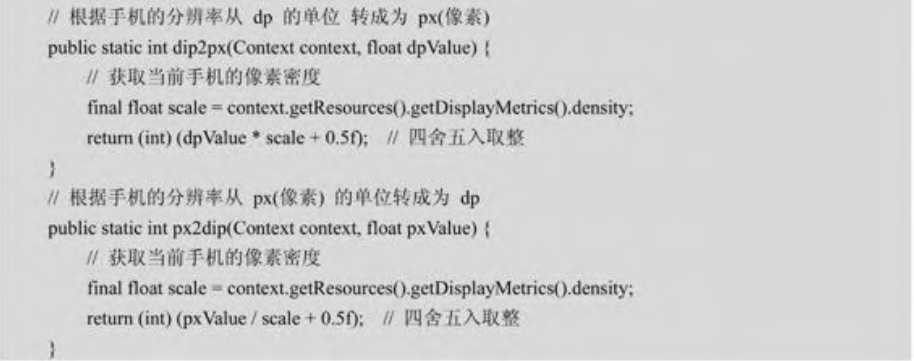 // 根据手机的分辨率从 dp 的单位 转成为 px(像素)
public static int dip2px(Context context, float dpValue) {
// 获取当前手机的像素密度
final float scale = context.getResources().getDisplayMetrics().density;
return (int) (dpValue * scale + 0.5f); // 四舍五入取整
}
// 根据手机的分辨率从 px(像素) 的单位转成为 dp
public static int px2dip(Context context, float pxValue) {
// 获取当前手机的像素密度
final float scale = context.getResources().getDisplayMetrics().density;
return (int) (pxValue / scale + 0.5f); // 四舍五入取整
}